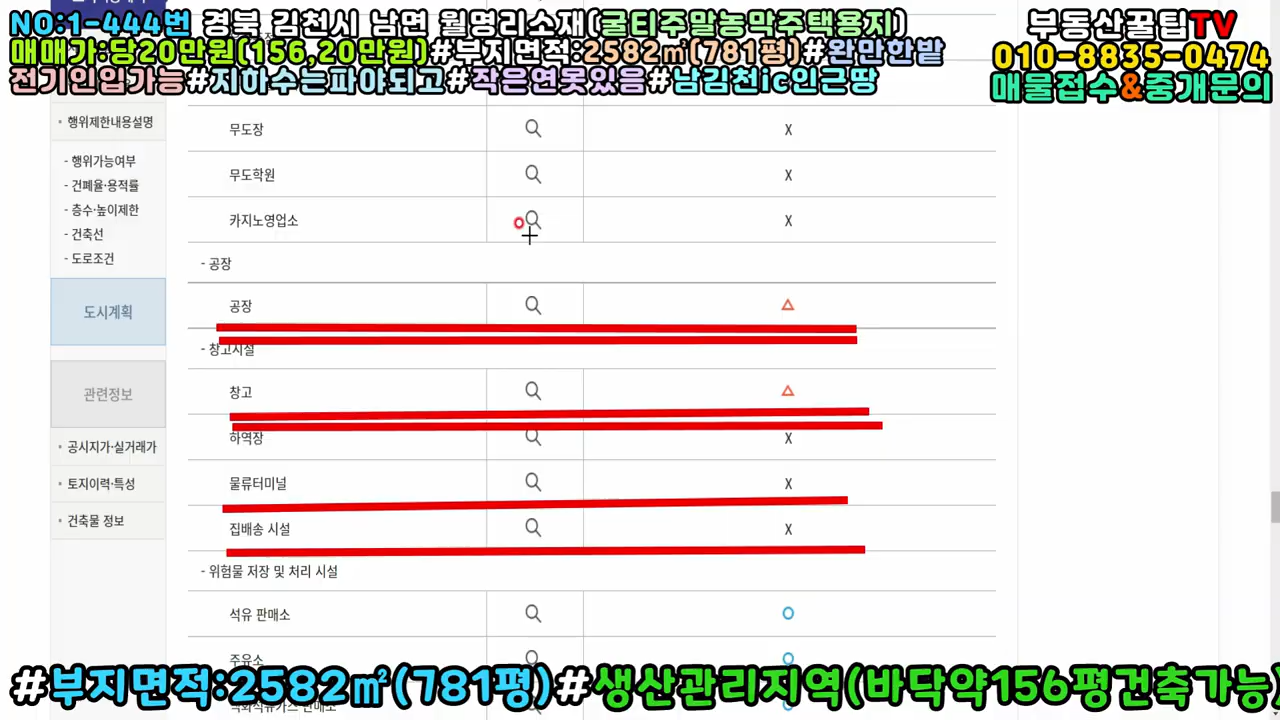 NO:1-444번 경북 김천시 남면 월명리소재(굴티주말농막주택용지)
매매가:당20만원(156,20만원)#부지면적:2582㎡(781평)#완만한밭
전기인입가능#지하수는파야되고#작은연못있음#남김천ic인근땅
부동산꿀팁TV
010-8835-0474
매물접수&중개문의
행위제한내용설명
- 행위가능여부
- 건폐율·용적률
- 층수·높이제한
- 건축선
- 도로조건
도시계획
관련정보
공시지가·실거래가
토지이력·특성
건축물 정보
무도장 X
무도학원 X
카지노영업소 X
- 공장
공장 △
- 창고시설
창고 △
하역장 X
물류터미널 X
집배송 시설 X
- 위험물 저장 및 처리 시설
석유 판매소 O
주유소 O
#부지면적:2582㎡(781평)#생산관리지역(바닥약156평건축가능)